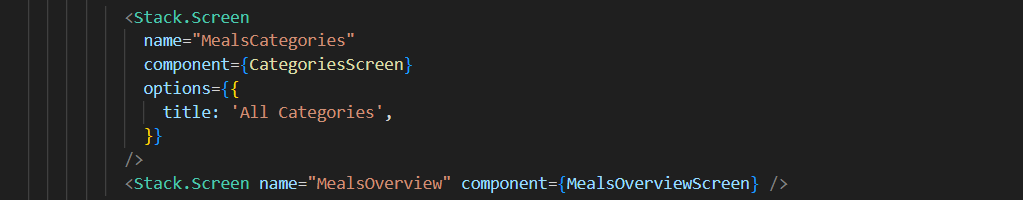 <Stack.Screen
name="MealsCategories"
component={CategoriesScreen}
options={{
title: 'All Categories',
}}
/>
<Stack.Screen name="MealsOverview" component={MealsOverviewScreen} />